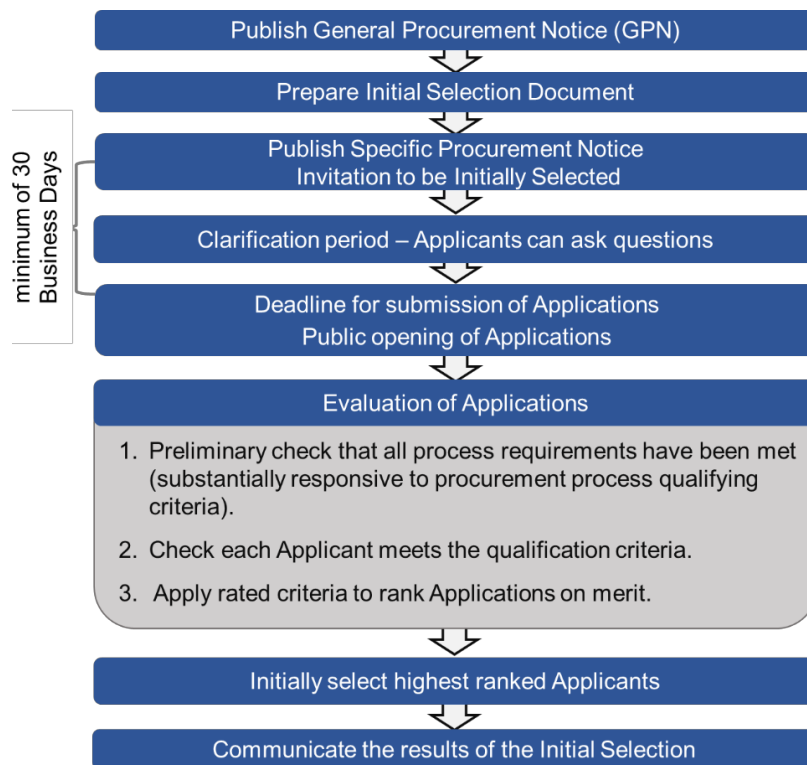 Publish General Procurement Notice (GPN)
Prepare Initial Selection Document
minimum of 30
Business Days
Publish Specific Procurement Notice
Invitation to be Initially Selected
Clarification period – Applicants can ask questions
Deadline for submission of Applications
Public opening of Applications
Evaluation of Applications
1. Preliminary check that all process requirements have been met
(substantially responsive to procurement process qualifying
criteria).
2. Check each Applicant meets the qualification criteria.
3. Apply rated criteria to rank Applications on merit.
Initially select highest ranked Applicants
Communicate the results of the Initial Selection